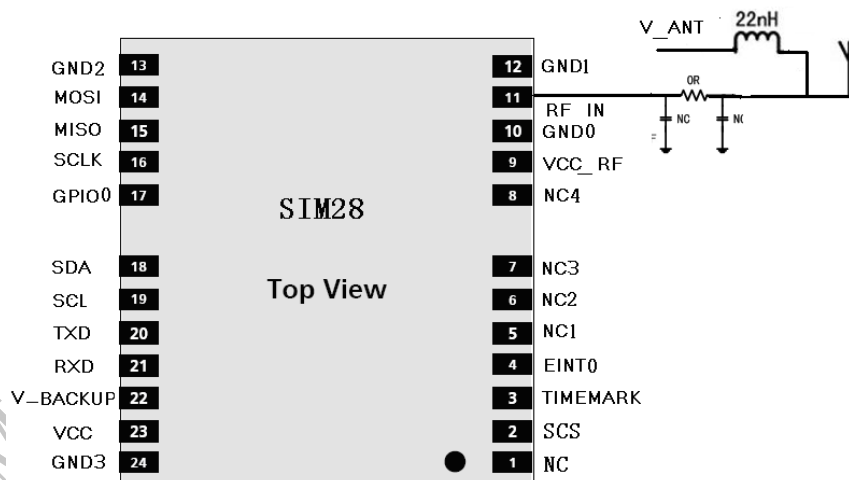 V_ANT 22nH
GND2 13 12 GND1
MOSI 14 11 RF_IN
0R
NC
MISO 15 10 GND0
SCLK 16 9 VCC_RF
GPIO0 17 8 NC4
SIM28
SDA 18 7 NC3
Top View
SCL 19 6 NC2
TXD 20 5 NC1
RXD 21 4 EINT0
V_BACKUP 22 3 TIMEMARK
VCC 23 2 SCS
GND3 24 1 NC